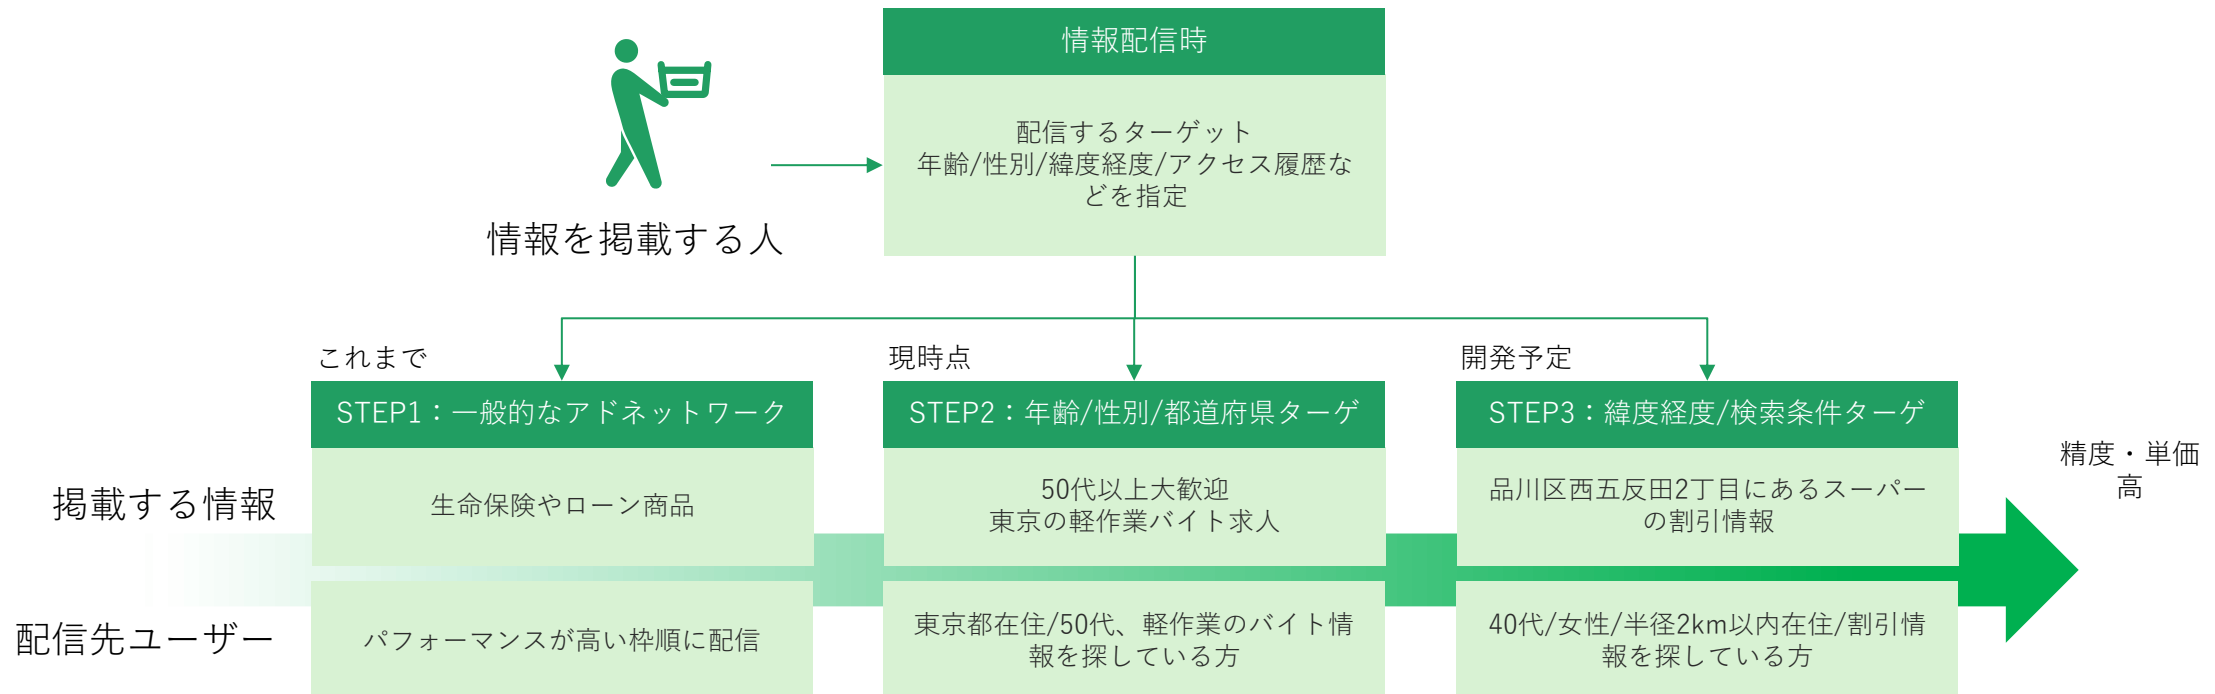 情報配信時
配信するターゲット
年齢/性別/緯度経度/アクセス履歴な
どを指定
情報を掲載する人
これまで
現時点
開発予定
STEP1：一般的なアドネットワーク
STEP2：年齢/性別/都道府県ターゲ
STEP3：緯度経度/検索条件ターゲ
精度・単価
高
掲載する情報
生命保険やローン商品
50代以上大歓迎
東京の軽作業バイト求人
品川区西五反田2丁目にあるスーパー
の割引情報
配信先ユーザー
パフォーマンスが高い枠順に配信
東京都在住/50代、軽作業のバイト情
報を探している方
40代/女性/半径2km以内在住/割引情
報を探している方